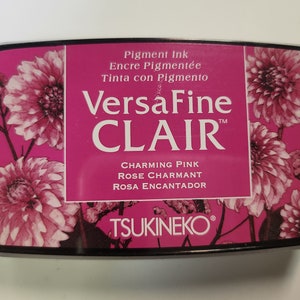 Pigment Ink
Encre Pigmentée
Tinta con Pigmento
VersaFine
CLAIR™
CHARMING PINK
ROSE CHARMANT
ROSA ENCANTADOR
TSUKINEKO®